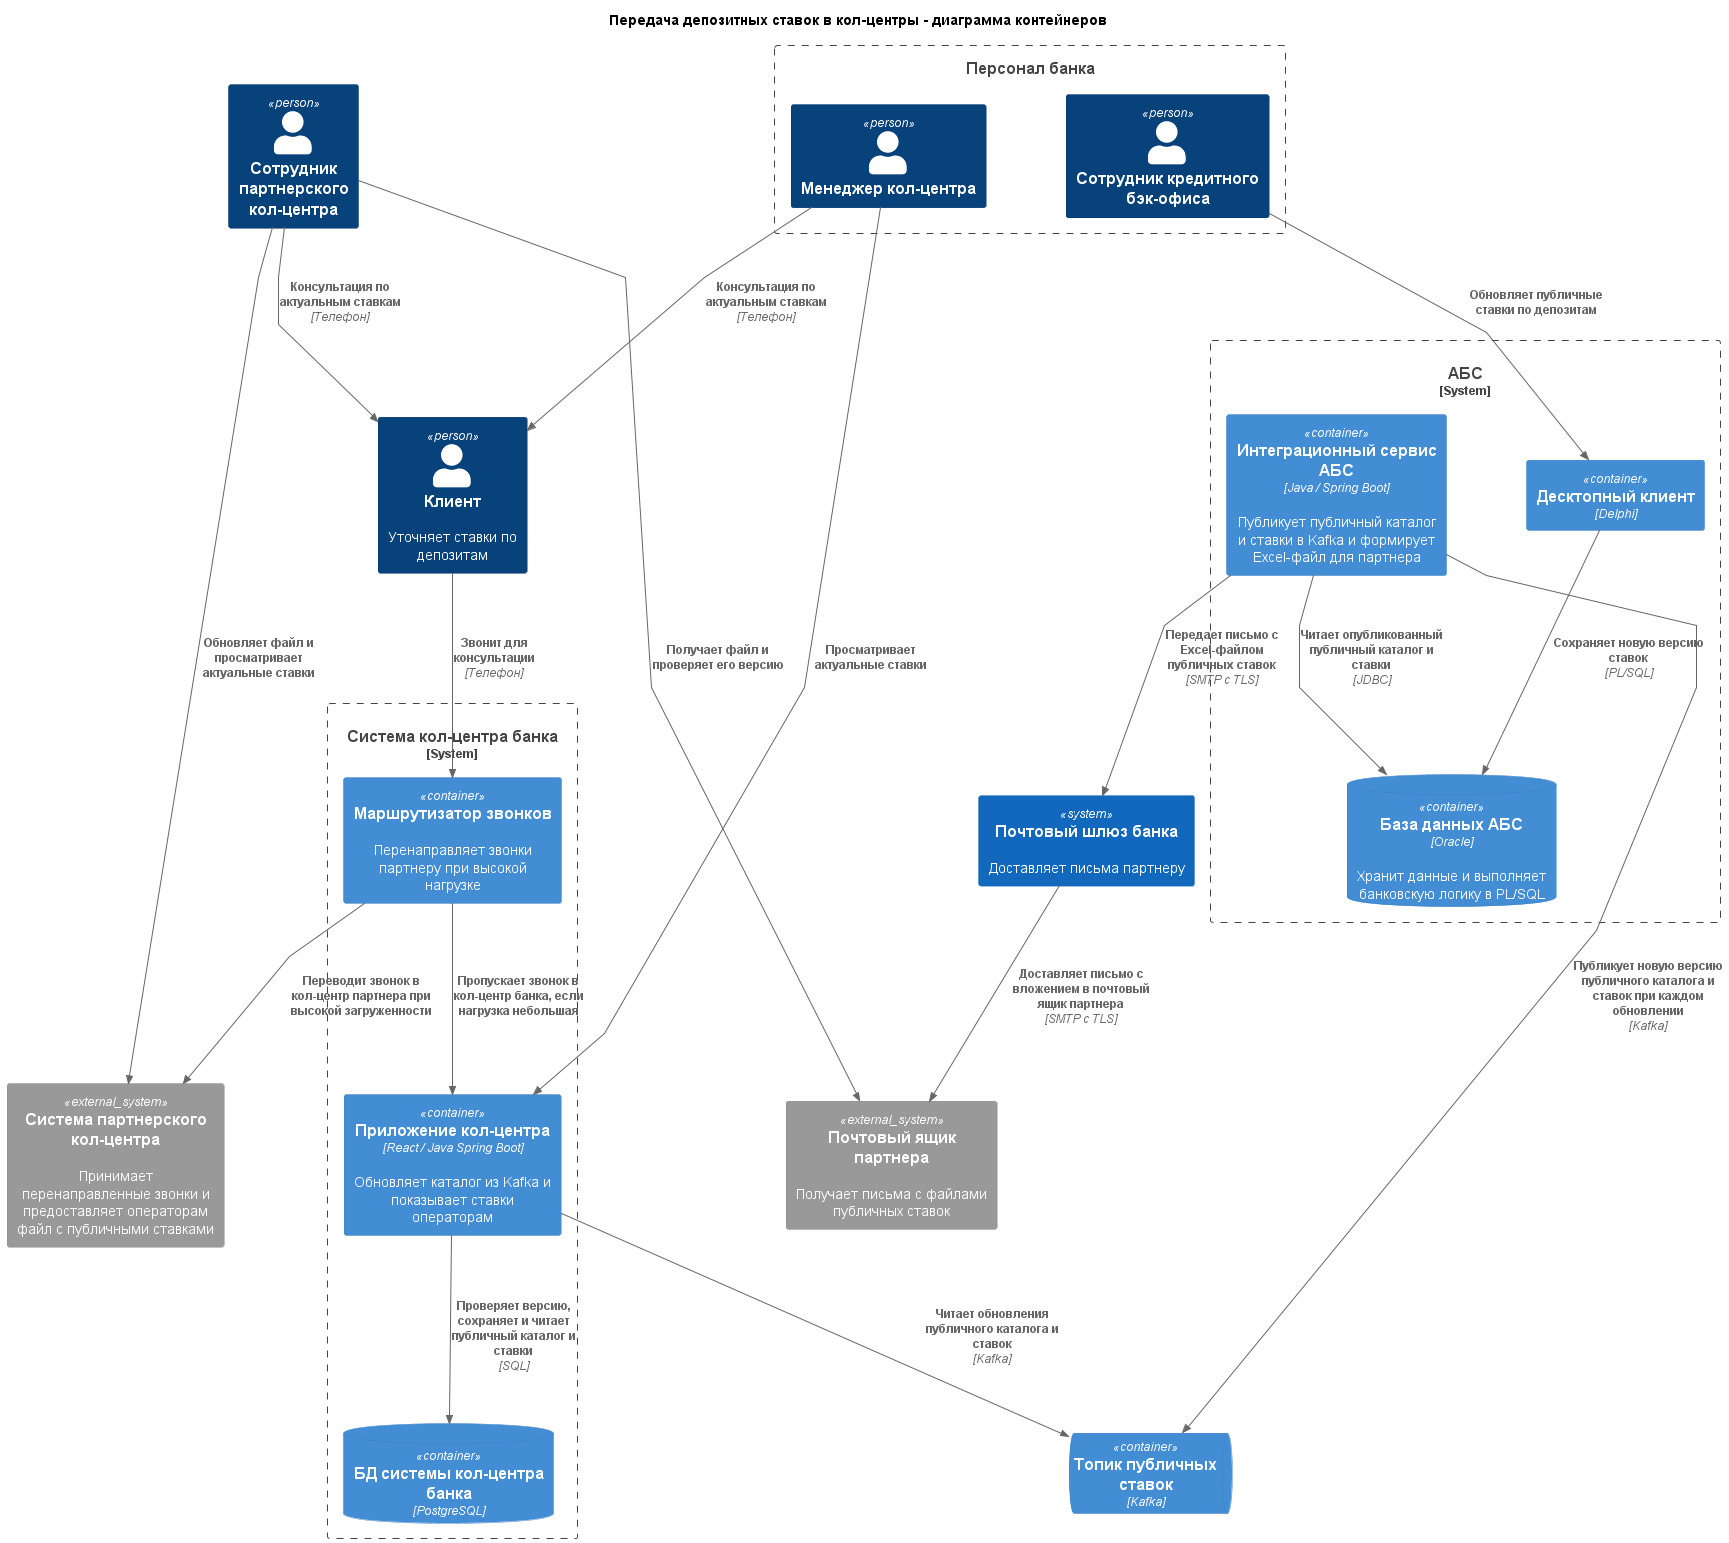 Передача депозитных ставок в кол-центры - диаграмма контейнеров
Персонал банка
«person»
Сотрудник
партнерского
кол-центра
«person»
Менеджер кол-центра
«person»
Сотрудник кредитного
бэк-офиса
Консультация по
актуальным ставкам
[Телефон]
Консультация по
актуальным ставкам
[Телефон]
Обновляет публичные
ставки по депозитам
АБС
[System]
«person»
Клиент
Уточняет ставки по
депозитам
«container»
Интеграционный сервис
АБС
[Java / Spring Boot]
Публикует публичный каталог
и ставки в Kafka и формирует
Excel-файл для партнера
«container»
Десктопный клиент
[Delphi]
Обновляет файл и
просматривает
актуальные ставки
Звонит для
консультации
[Телефон]
Получает файл и
проверяет его версию
Просматривает
актуальные ставки
Передает письмо с
Excel-файлом
публичных ставок
[SMTP с TLS]
Читает опубликованный
публичный каталог и
ставки
[JDBC]
Сохраняет новую версию
ставок
[PL/SQL]
Система кол-центра банка
[System]
«container»
Маршрутизатор звонков
Перенаправляет звонки
партнеру при высокой
нагрузке
«system»
Почтовый шлюз банка
Доставляет письма партнеру
«container»
База данных АБС
[Oracle]
Хранит данные и выполняет
банковскую логику в PL/SQL
Переводит звонок в
кол-центр партнера при
высокой загруженности
Пропускает звонок в
кол-центр банка, если
нагрузка небольшая
Доставляет письмо с
вложением в почтовый
ящик партнера
[SMTP с TLS]
Публикует новую версию
публичного каталога и
ставок при каждом
обновлении
[Kafka]
«external_system»
Система партнерского
кол-центра
Принимает
перенаправленные звонки и
предоставляет операторам
файл с публичными ставками
«container»
Приложение кол-центра
[React / Java Spring Boot]
Обновляет каталог из Kafka и
показывает ставки
операторам
«external_system»
Почтовый ящик
партнера
Получает письма с файлами
публичных ставок
Проверяет версию,
сохраняет и читает
публичный каталог и
ставки
[SQL]
Читает обновления
публичного каталога и
ставок
[Kafka]
«container»
БД системы кол-центра
банка
[PostgreSQL]
«container»
Топик публичных
ставок
[Kafka]